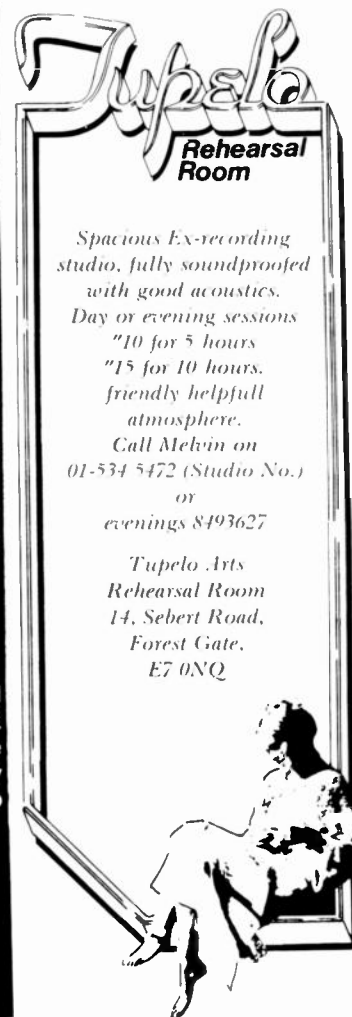 Tupelo
Rehearsal
Room
Spacious Ex-recording
studio, fully soundproofed
with good acoustics.
Day or evening sessions
"10 for 5 hours
"15 for 10 hours.
friendly helpfull
atmosphere.
Call Melvin on
01-534 5472 (Studio No.)
or
evenings 8493627
Tupelo Arts
Rehearsal Room
14, Sebert Road,
Forest Gate,
E7 0NQ